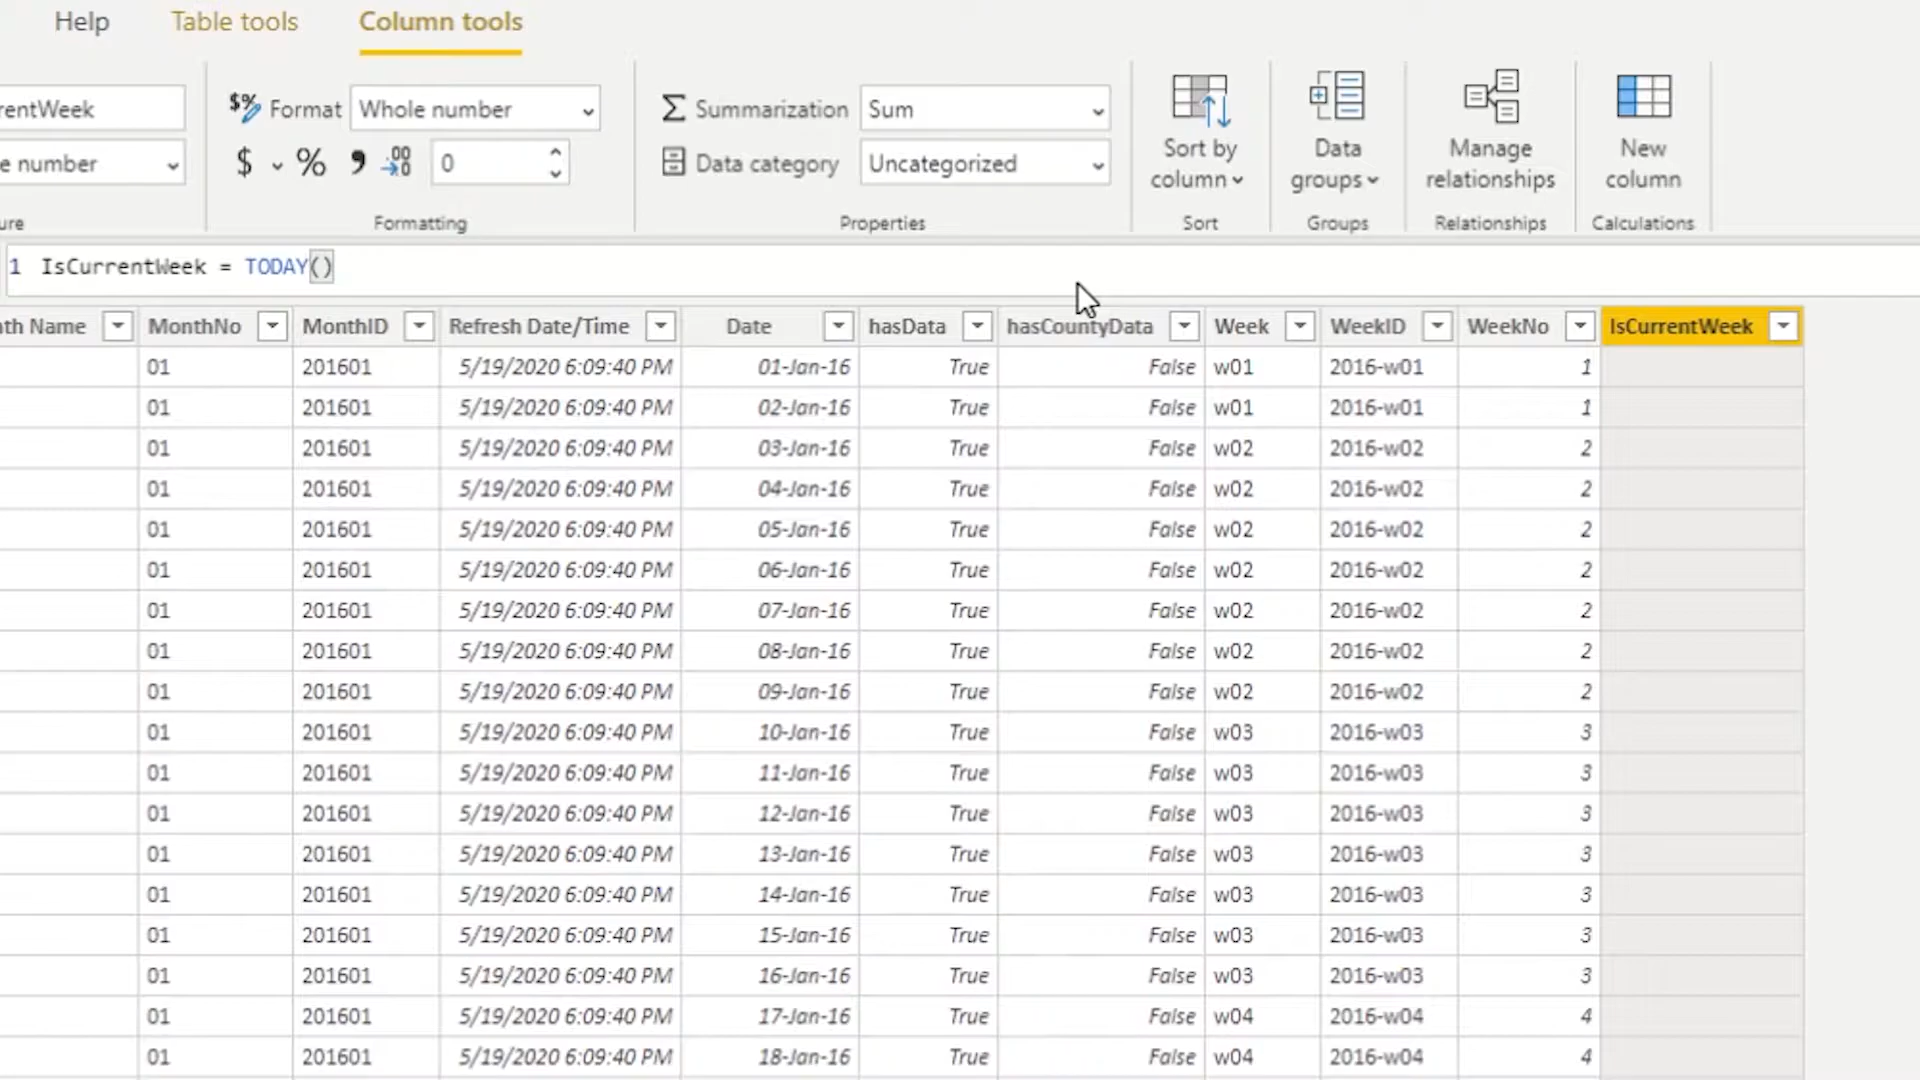 Help Table tools Column tools
rentWeek $% Format Whole number Summarization Sum Sort by column Data groups Manage relationships New column
e number $ % 9 .00 0 Data category Uncategorized
ure Formatting Properties Sort Groups Relationships Calculations
1 IsCurrentWeek = TODAY()
nth Name MonthNo MonthID Refresh Date/Time Date hasData hasCountyData Week WeekID WeekNo IsCurrentWeek
01 201601 5/19/2020 6:09:40 PM 01-Jan-16 True False w01 2016-w01 1
01 201601 5/19/2020 6:09:40 PM 02-Jan-16 True False w01 2016-w01 1
01 201601 5/19/2020 6:09:40 PM 03-Jan-16 True False w02 2016-w02 2
01 201601 5/19/2020 6:09:40 PM 04-Jan-16 True False w02 2016-w02 2
01 201601 5/19/2020 6:09:40 PM 05-Jan-16 True False w02 2016-w02 2
01 201601 5/19/2020 6:09:40 PM 06-Jan-16 True False w02 2016-w02 2
01 201601 5/19/2020 6:09:40 PM 07-Jan-16 True False w02 2016-w02 2
01 201601 5/19/2020 6:09:40 PM 08-Jan-16 True False w02 2016-w02 2
01 201601 5/19/2020 6:09:40 PM 09-Jan-16 True False w02 2016-w02 2
01 201601 5/19/2020 6:09:40 PM 10-Jan-16 True False w03 2016-w03 3
01 201601 5/19/2020 6:09:40 PM 11-Jan-16 True False w03 2016-w03 3
01 201601 5/19/2020 6:09:40 PM 12-Jan-16 True False w03 2016-w03 3
01 201601 5/19/2020 6:09:40 PM 13-Jan-16 True False w03 2016-w03 3
01 201601 5/19/2020 6:09:40 PM 14-Jan-16 True False w03 2016-w03 3
01 201601 5/19/2020 6:09:40 PM 15-Jan-16 True False w03 2016-w03 3
01 201601 5/19/2020 6:09:40 PM 16-Jan-16 True False w03 2016-w03 3
01 201601 5/19/2020 6:09:40 PM 17-Jan-16 True False w04 2016-w04 4
01 201601 5/19/2020 6:09:40 PM 18-Jan-16 True False w04 2016-w04 4